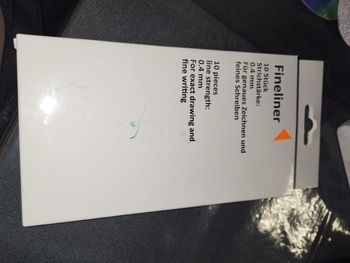 Fineliner
10 Stück
Strichstärke:
0.4 mm
Für genaues Zeichnen und
feines Schreiben
10 pieces
line strength:
0.4 mm
For exact drawing and
fine writing